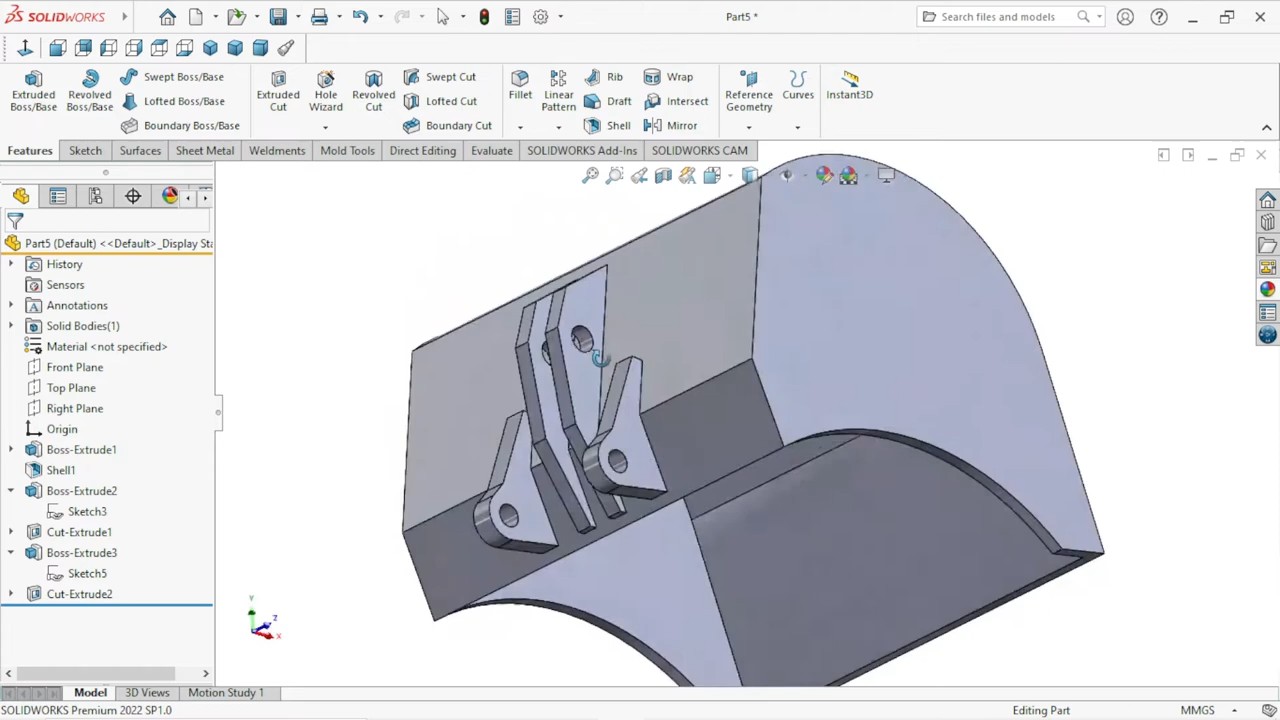 SOLIDWORKS
Part5 *
Search files and models
Extruded Boss/Base
Revolved Boss/Base
Swept Boss/Base
Lofted Boss/Base
Boundary Boss/Base
Extruded Cut
Hole Wizard
Revolved Cut
Swept Cut
Lofted Cut
Boundary Cut
Fillet
Linear Pattern
Rib
Draft
Shell
Wrap
Intersect
Mirror
Reference Geometry
Curves
Instant3D
Features
Sketch
Surfaces
Sheet Metal
Weldments
Mold Tools
Direct Editing
Evaluate
SOLIDWORKS Add-Ins
SOLIDWORKS CAM
Part5 (Default) <<Default>_Display Sta
History
Sensors
Annotations
Solid Bodies(1)
Material <not specified>
Front Plane
Top Plane
Right Plane
Origin
Boss-Extrude1
Shell1
Boss-Extrude2
Sketch3
Cut-Extrude1
Boss-Extrude3
Sketch5
Cut-Extrude2
Y
Z
X
Model
3D Views
Motion Study 1
SOLIDWORKS Premium 2022 SP1.0
Editing Part
MMGS